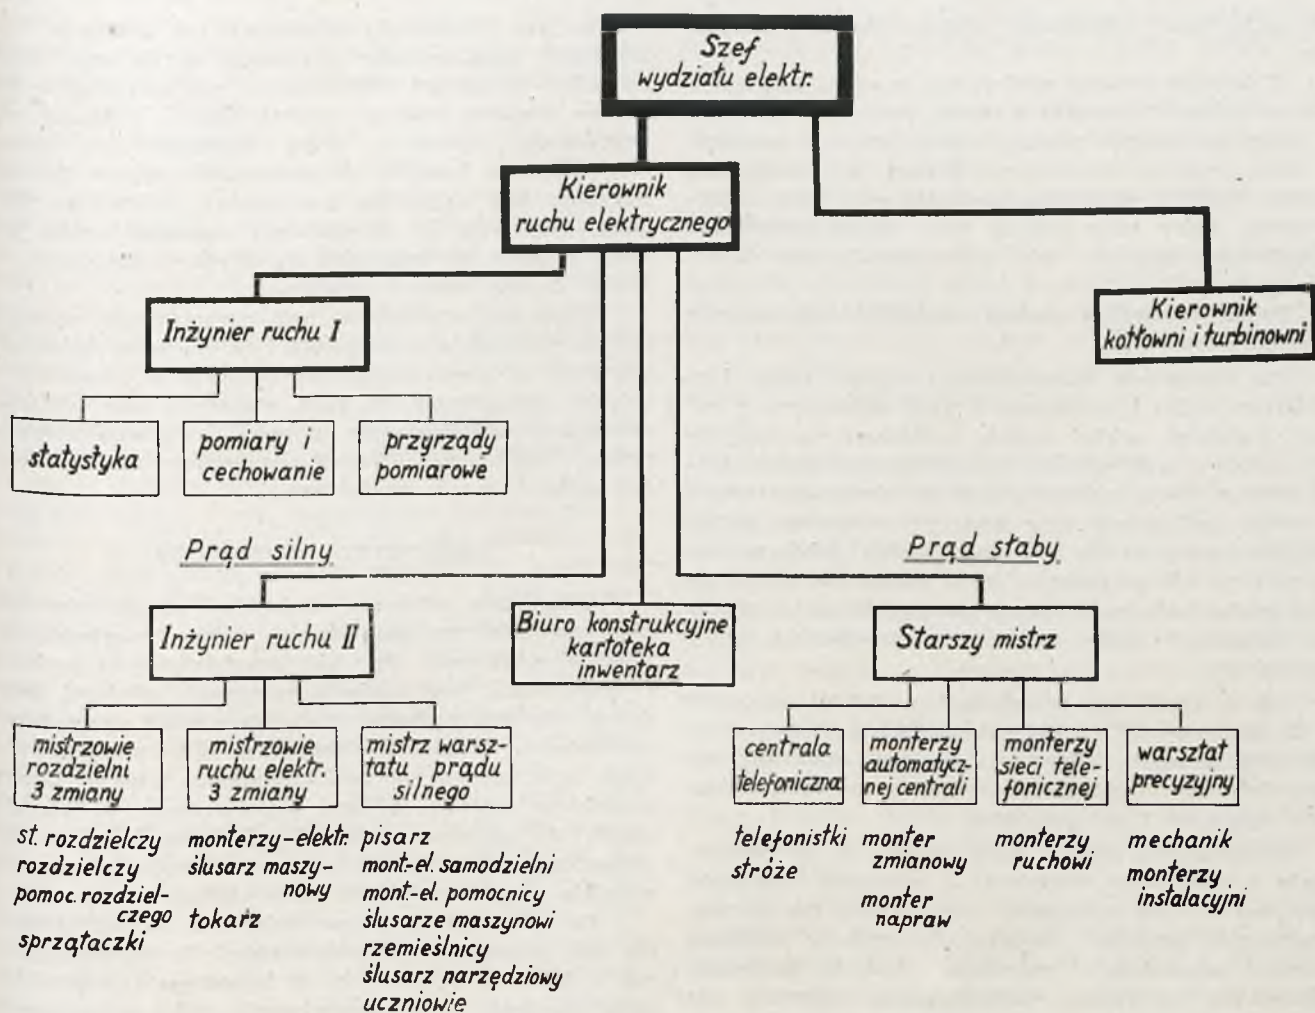 Szef
wydziału elektr.
Kierownik
ruchu elektrycznego
Kierownik
kotłowni i turbinowni
Inżynier ruchu I
statystyka
pomiary i
cechowanie
przyrządy
pomiarowe
Prąd silny
Prąd słaby
Inżynier ruchu II
Biuro konstrukcyjne
kartoteka
inwentarz
Starszy mistrz
mistrzowie
rozdzielni
3 zmiany
mistrzowie
ruchu elektr.
3 zmiany
mistrz warsz-
tatu prądu
silnego
centrala
telefoniczna
monterzy
automatycz-
nej centrali
monterzy
sieci tele-
fonicznej
warsztat
precyzyjny
st. rozdzielczy
rozdzielczy
pomoc. rozdziel-
czego
sprzątaczki
monterzy-elektr.
ślusarz maszy-
nowy
tokarz
pisarz
mont.-el. samodzielni
mont.-el. pomocnicy
ślusarze maszynowi
rzemieślnicy
ślusarz narzędziowy
uczniowie
telefonistki
stróże
monter
zmianowy
monter
napraw
monterzy
ruchowi
mechanik
monterzy
instalacyjni